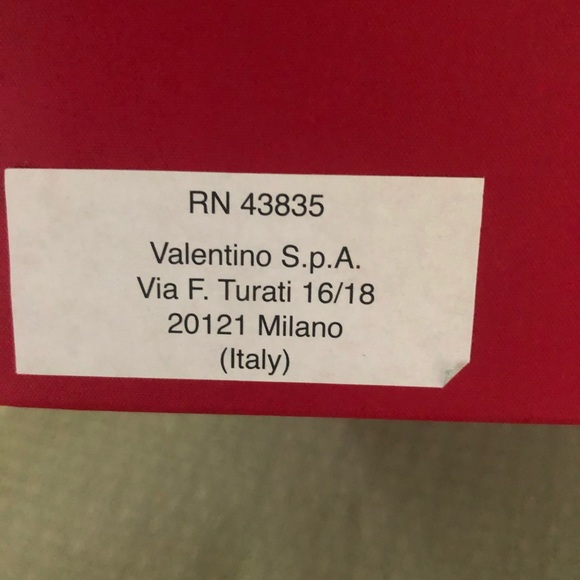 RN 43835
Valentino S.p.A.
Via F. Turati 16/18
20121 Milano
(Italy)